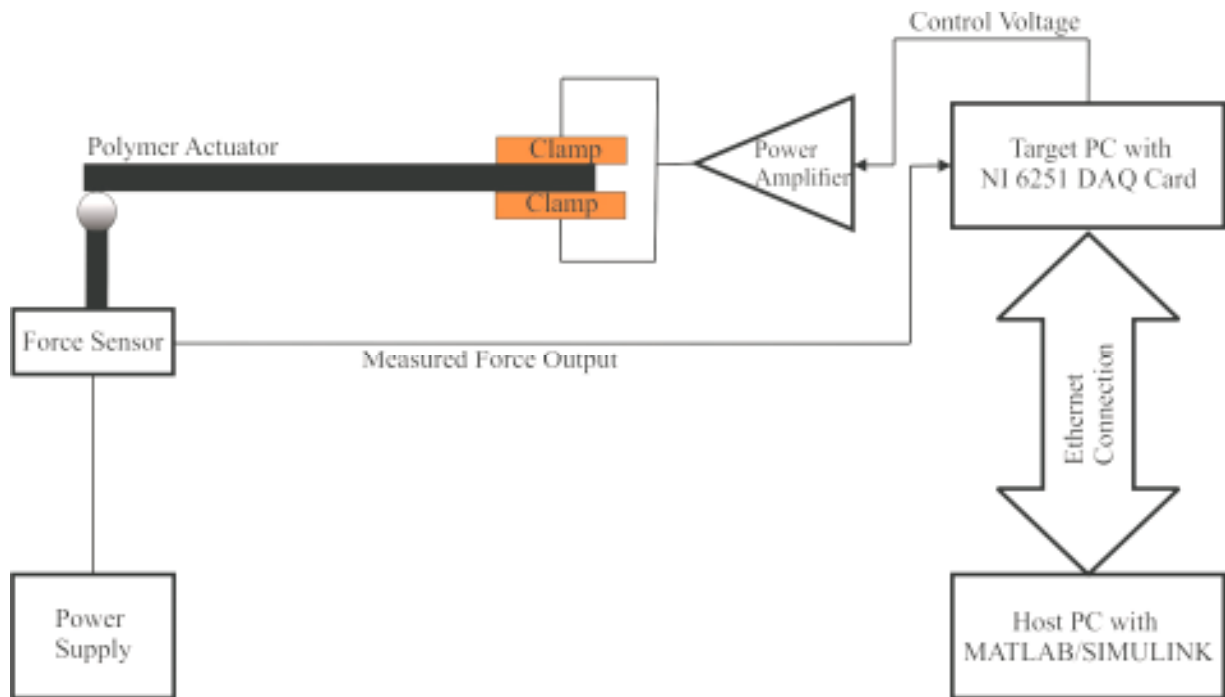 Control Voltage
Polymer Actuator
Clamp
Clamp
Power
Amplifier
Target PC with
NI 6251 DAQ Card
Force Sensor
Measured Force Output
Ethernet
Connection
Power
Supply
Host PC with
MATLAB/SIMULINK